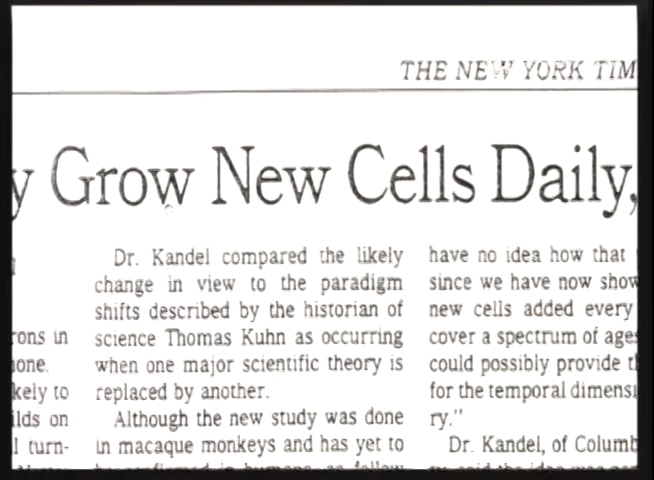 THE NEW YORK TIM
y Grow New Cells Daily,
rons in
one.
kely to
ilds on
l turn-
Dr. Kandel compared the likely
change in view to the paradigm
shifts described by the historian of
science Thomas Kuhn as occurring
when one major scientific theory is
replaced by another.
Although the new study was done
in macaque monkeys and has yet to
have no idea how that
since we have now show
new cells added every
cover a spectrum of age
could possibly provide t
for the temporal dimensi
ry."
Dr. Kandel, of Columb